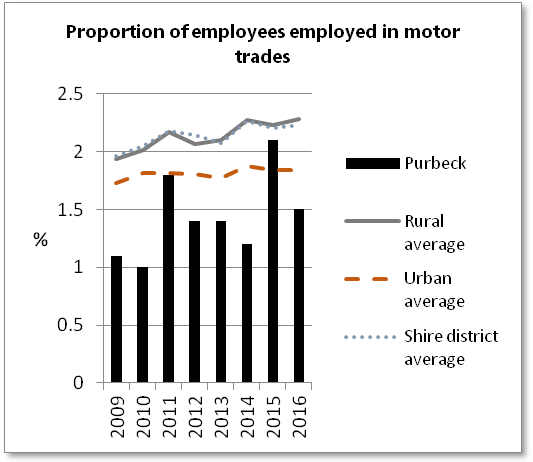 Proportion of employees employed in motor
trades
2.5
2
1.5
1
0.5
0
%
2009
2010
2011
2012
2013
2014
2015
2016
Purbeck
Rural
average
Urban
average
Shire district
average